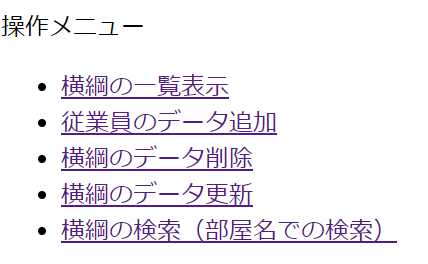 操作メニュー
横綱の一覧表示
従業員のデータ追加
横綱のデータ削除
横綱のデータ更新
横綱の検索（部屋名での検索）